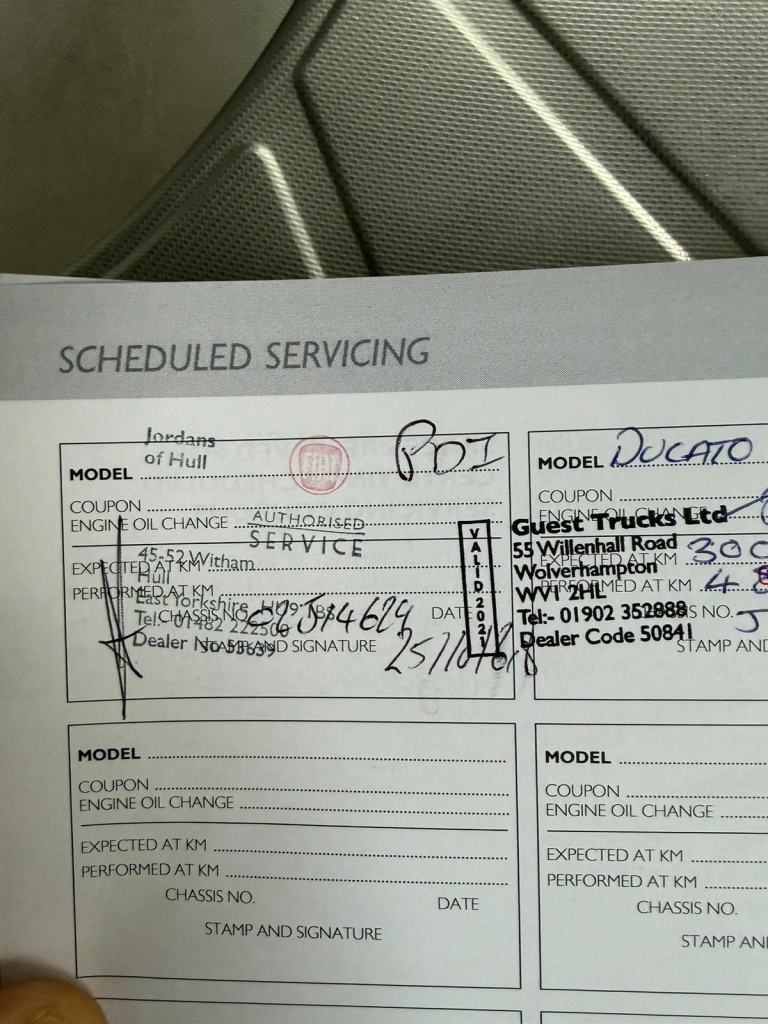 SCHEDULED SERVICING
Jordans
of Hull
PDI
MODEL
COUPON
ENGINE OIL CHANGE
AUTHORISED
SERVICE
EXPECTED AT KM
45-52 Witham
Hull
PERFORMED AT KM
East Yorkshire
CHASSIS NO.
DATE
Tel:- 01482 222500
STAMP AND SIGNATURE
Dealer No 53659
VALID 2021
MODEL DUCATO
COUPON
ENGINE OIL CHANGE
Guest Trucks Ltd
55 Willenhall Road
EXPECTED AT KM 300
Wolverhampton
PERFORMED AT KM 48
WV1 2HL
CHASSIS NO. J
Tel:- 01902 352888
Dealer Code 50841
STAMP AND
MODEL
COUPON
ENGINE OIL CHANGE
EXPECTED AT KM
PERFORMED AT KM
CHASSIS NO.
DATE
STAMP AND SIGNATURE
MODEL
COUPON
ENGINE OIL CHANGE
EXPECTED AT KM
PERFORMED AT KM
CHASSIS NO.
STAMP AN